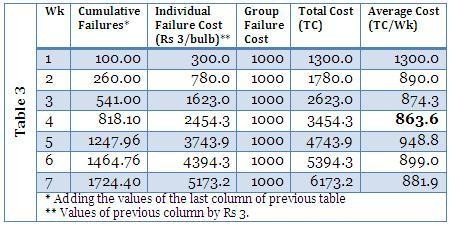 Table 3
Wk Cumulative Failures* Individual Failure Cost (Rs 3/bulb)** Group Failure Cost Total Cost (TC) Average Cost (TC/Wk)
1 100.00 300.0 1000 1300.0 1300.0
2 260.00 780.0 1000 1780.0 890.0
3 541.00 1623.0 1000 2623.0 874.3
4 818.10 2454.3 1000 3454.3 863.6
5 1247.96 3743.9 1000 4743.9 948.8
6 1464.76 4394.3 1000 5394.3 899.0
7 1724.40 5173.2 1000 6173.2 881.9
* Adding the values of the last column of previous table
** Values of previous column by Rs 3.